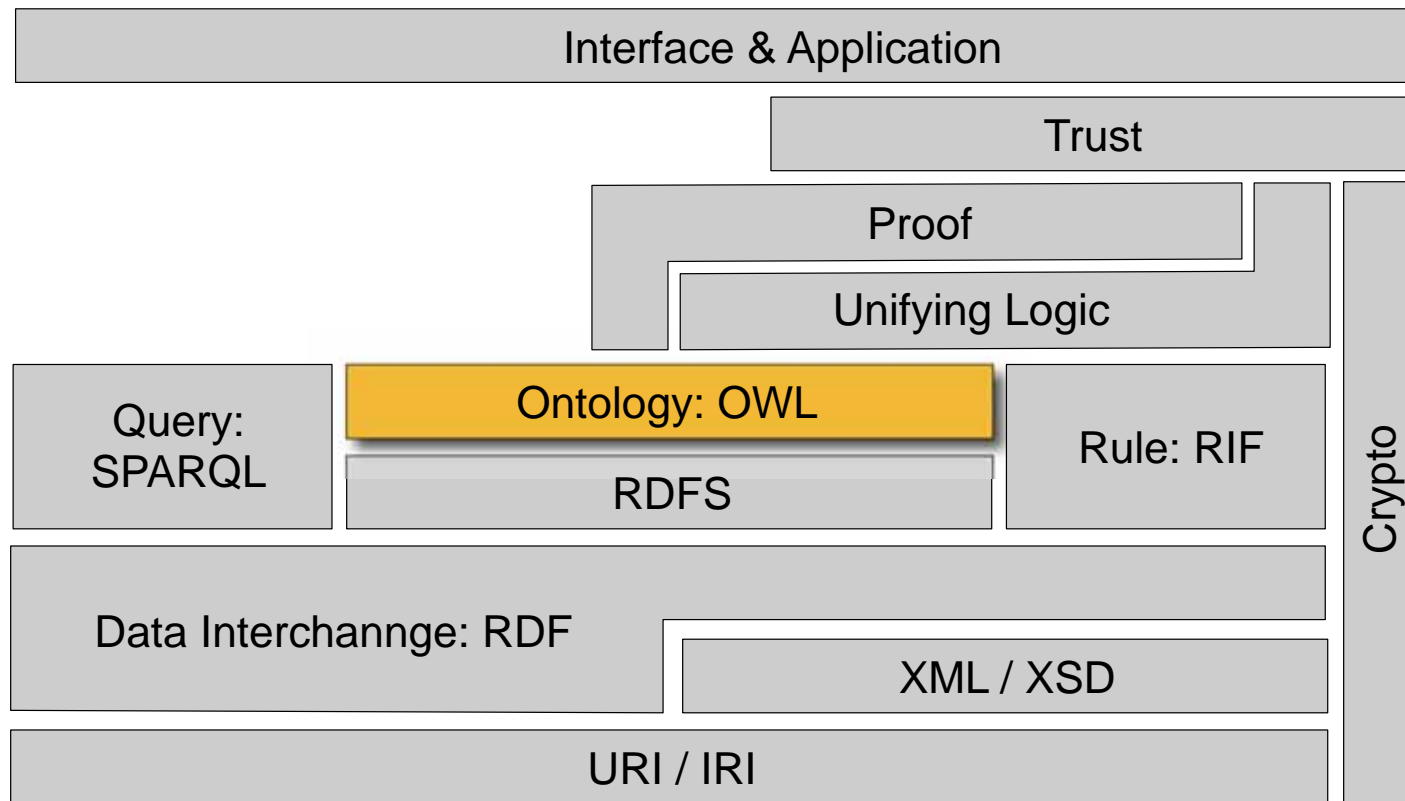 Interface & Application
Trust
Proof
Unifying Logic
Query:
SPARQL
Ontology: OWL
RDFS
Rule: RIF
Crypto
Data Interchannge: RDF
XML / XSD
URI / IRI